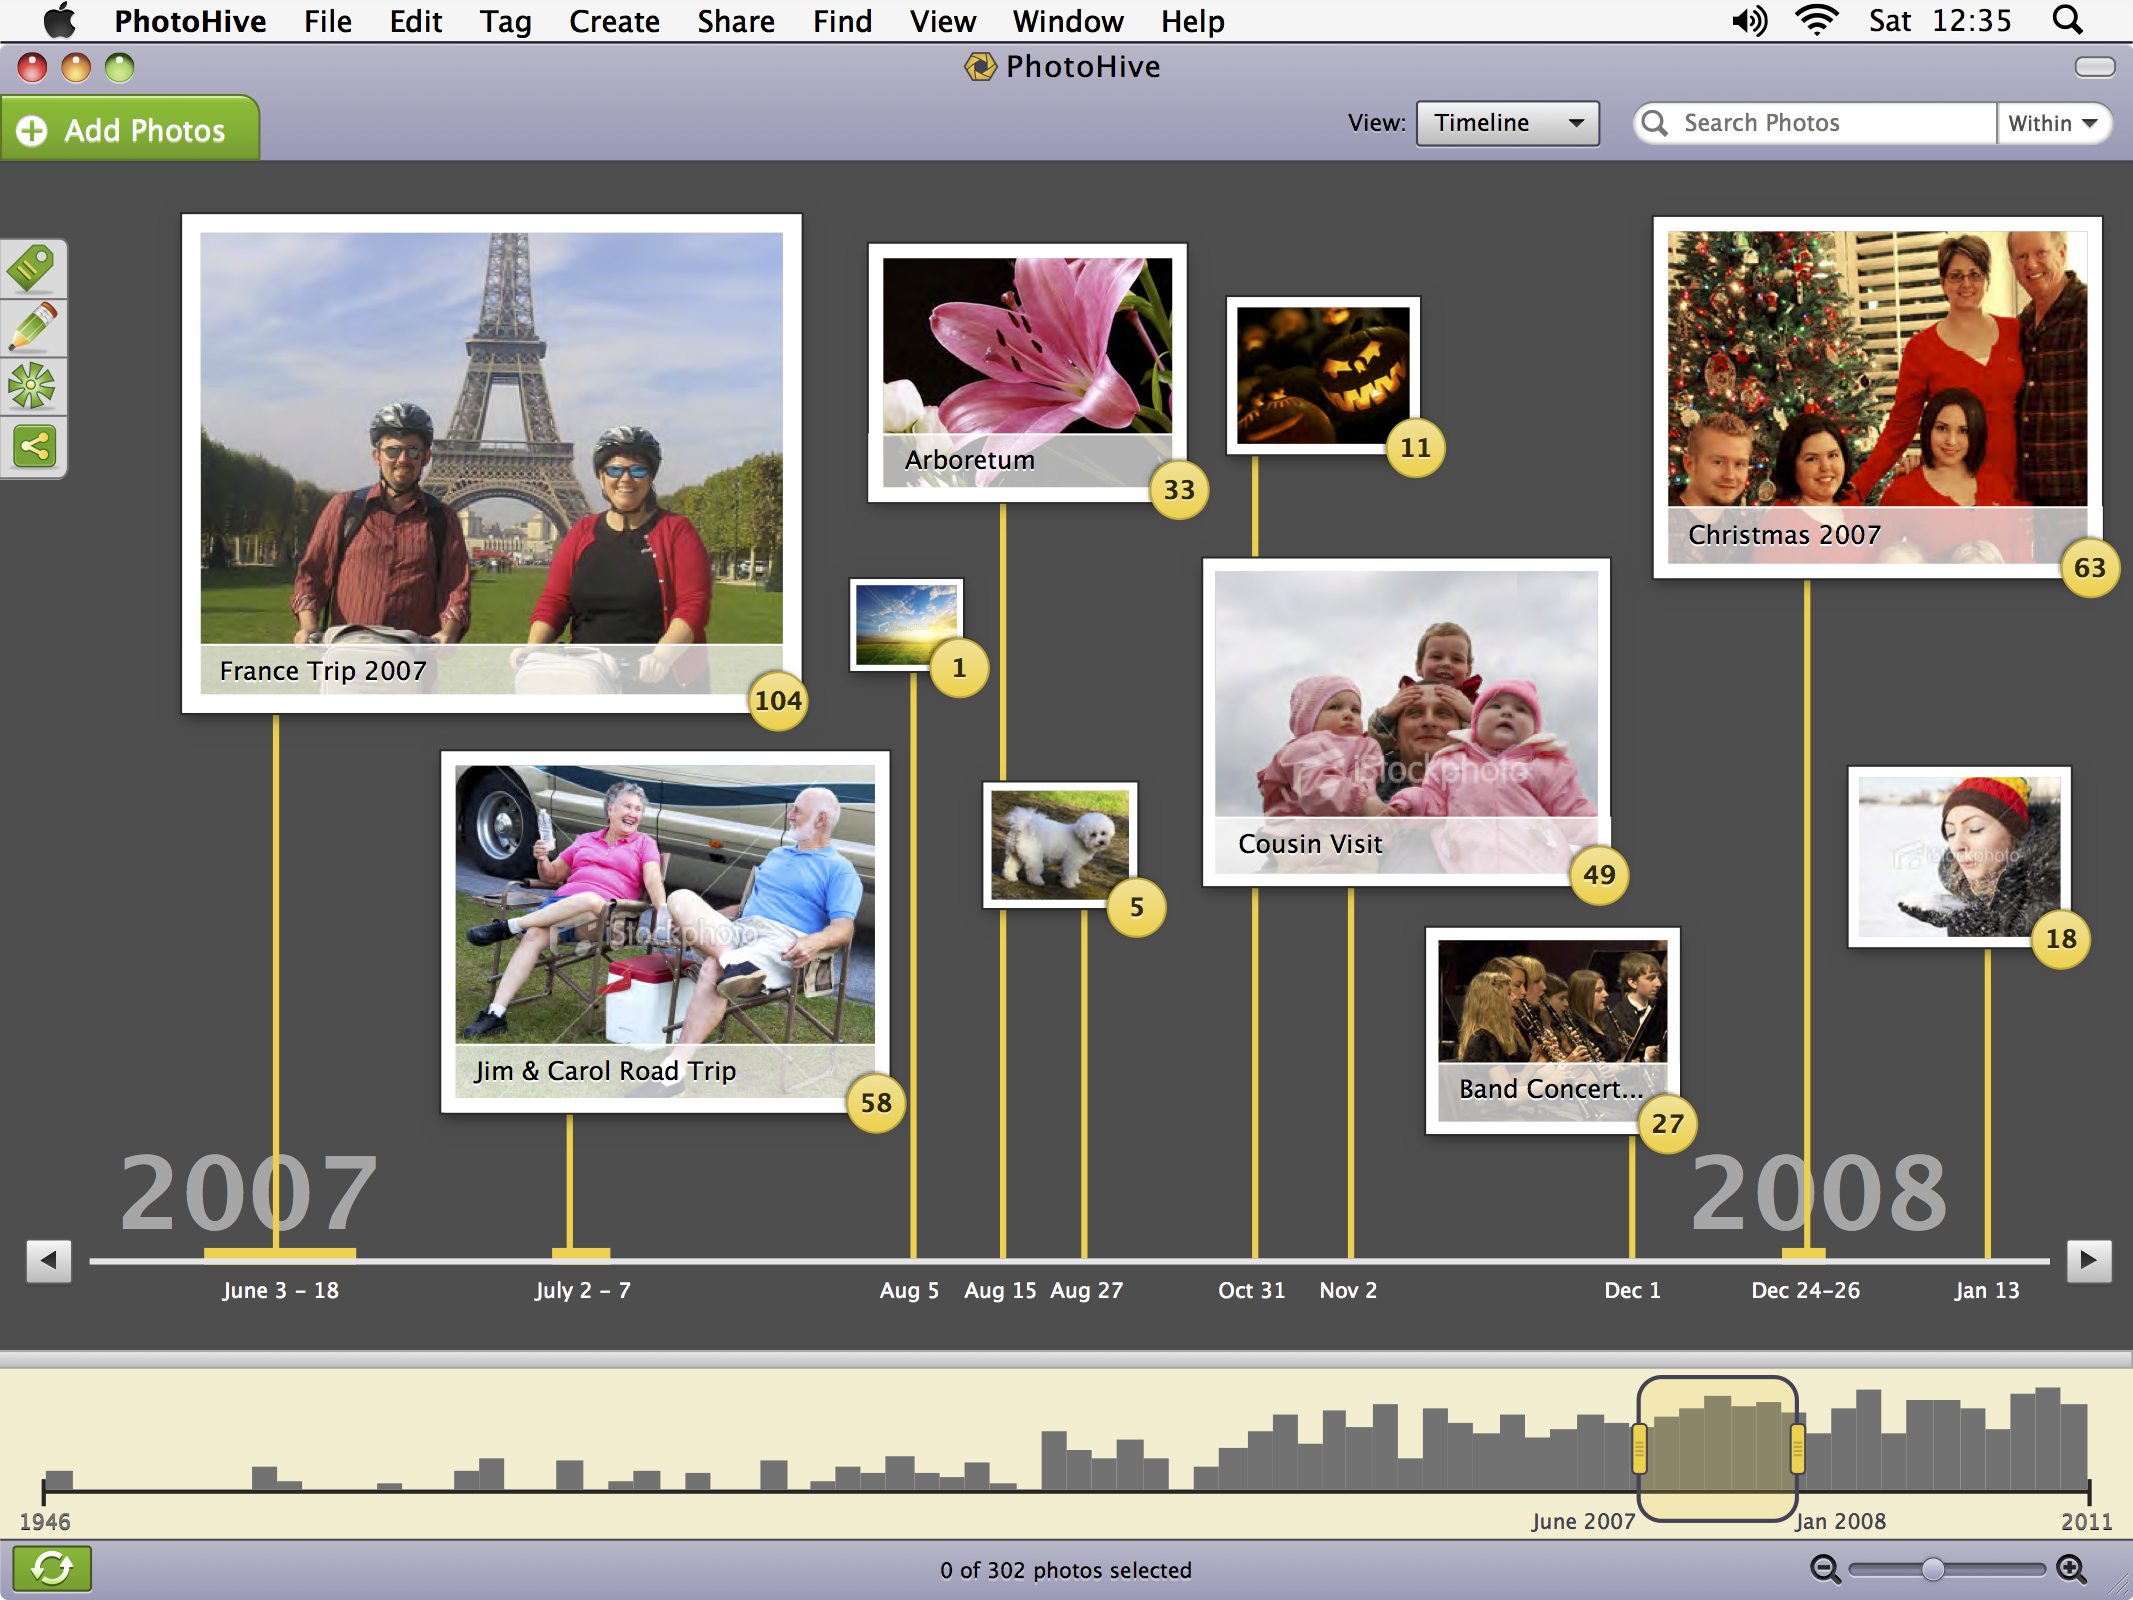 PhotoHive File Edit Tag Create Share Find View Window Help Sat 12:35
PhotoHive
Add Photos
View: Timeline Search Photos Within
France Trip 2007
104
Arboretum
33
11
Christmas 2007
63
1
Jim & Carol Road Trip
58
5
Cousin Visit
iStockphoto
49
Band Concert...
27
iStockphoto
18
iStockphoto
2007
2008
June 3 – 18 July 2 – 7 Aug 5 Aug 15 Aug 27 Oct 31 Nov 2 Dec 1 Dec 24–26 Jan 13
1946 June 2007 Jan 2008 2011
0 of 302 photos selected